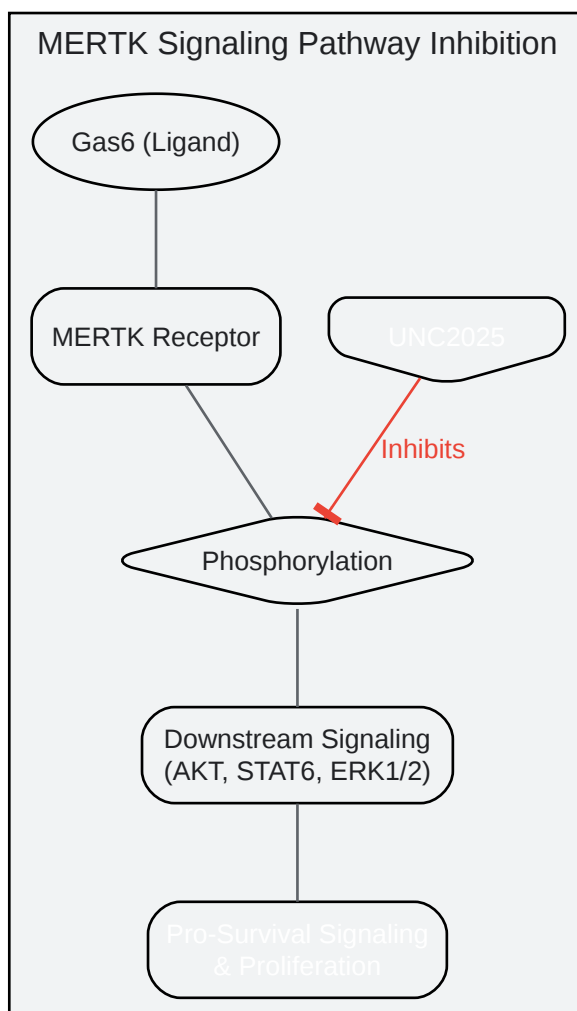 MERTK Signaling Pathway Inhibition
Gas6 (Ligand)
MERTK Receptor
UNC2025
Inhibits
Phosphorylation
Downstream Signaling
(AKT, STAT6, ERK1/2)
Pro-Survival Signaling
& Proliferation